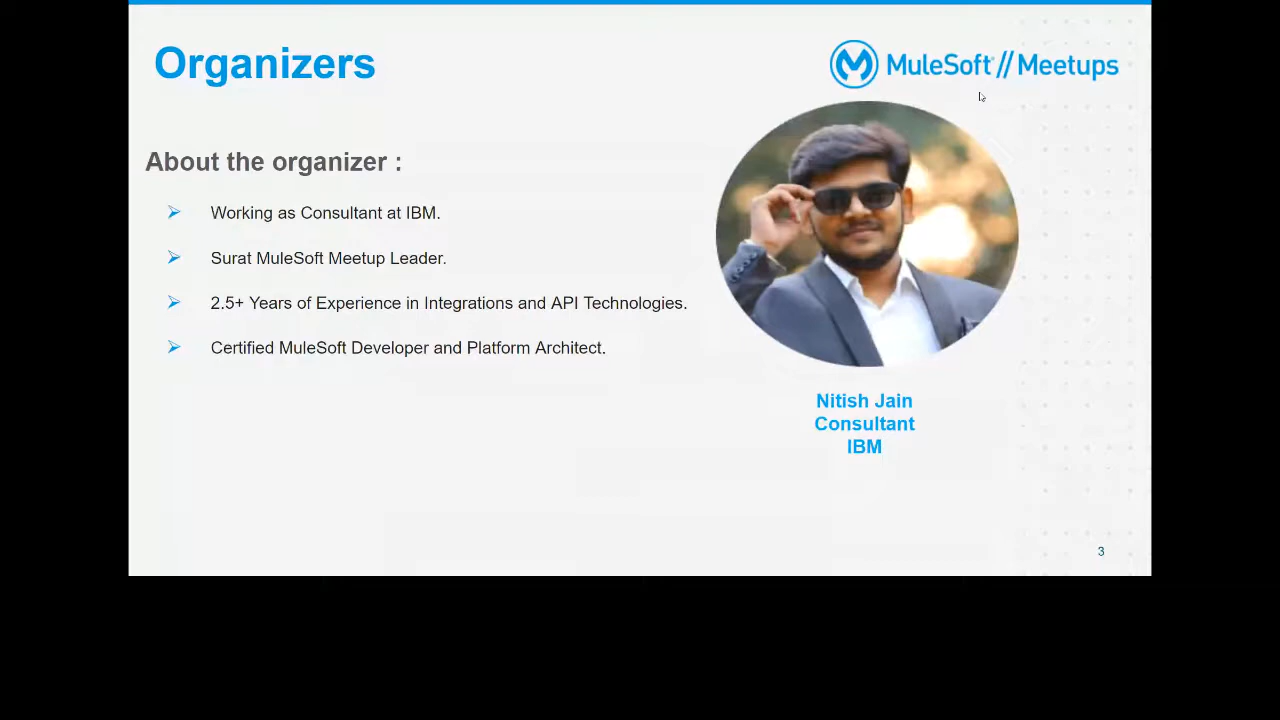 Organizers
MuleSoft // Meetups
About the organizer :
Working as Consultant at IBM.
Surat MuleSoft Meetup Leader.
2.5+ Years of Experience in Integrations and API Technologies.
Certified MuleSoft Developer and Platform Architect.
Nitish Jain
Consultant
IBM
3